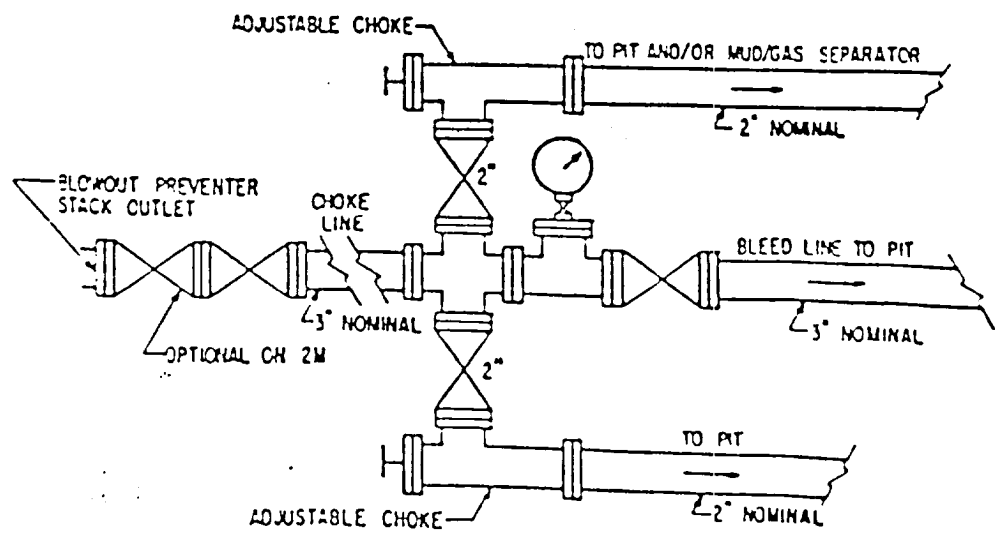 ADJUSTABLE CHOKE
TO PIT AND/OR MUD/GAS SEPARATOR
2" NOMINAL
2"
BLOWOUT PREVENTER
STACK OUTLET
CHOKE
LINE
BLEED LINE TO PIT
3" NOMINAL
3" NOMINAL
OPTIONAL ON 2M
2"
TO PIT
2" NOMINAL
ADJUSTABLE CHOKE